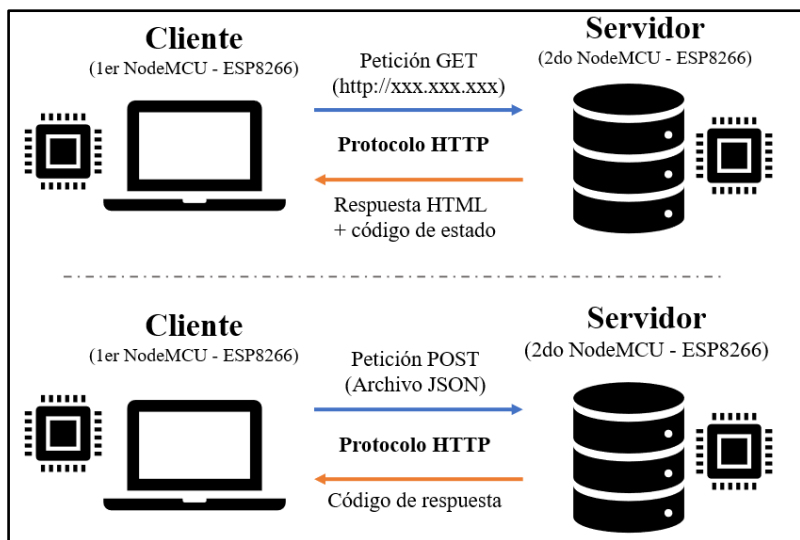 Cliente
(1er NodeMCU - ESP8266)
Petición GET
(http://xxx.xxx.xxx)
Protocolo HTTP
Respuesta HTML
+ código de estado
Servidor
(2do NodeMCU - ESP8266)
Cliente
(1er NodeMCU - ESP8266)
Petición POST
(Archivo JSON)
Protocolo HTTP
Código de respuesta
Servidor
(2do NodeMCU - ESP8266)